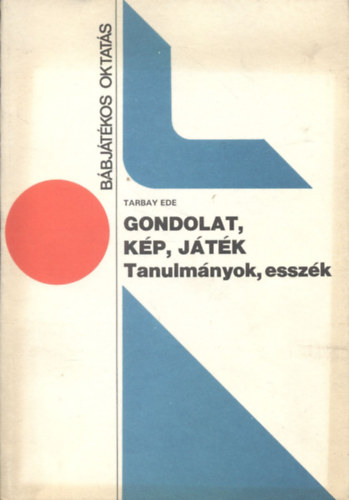 BÁBJÁTÉKOS OKTATÁS
TARBAY EDE
GONDOLAT,
KÉP, JÁTÉK
Tanulmányok, esszék